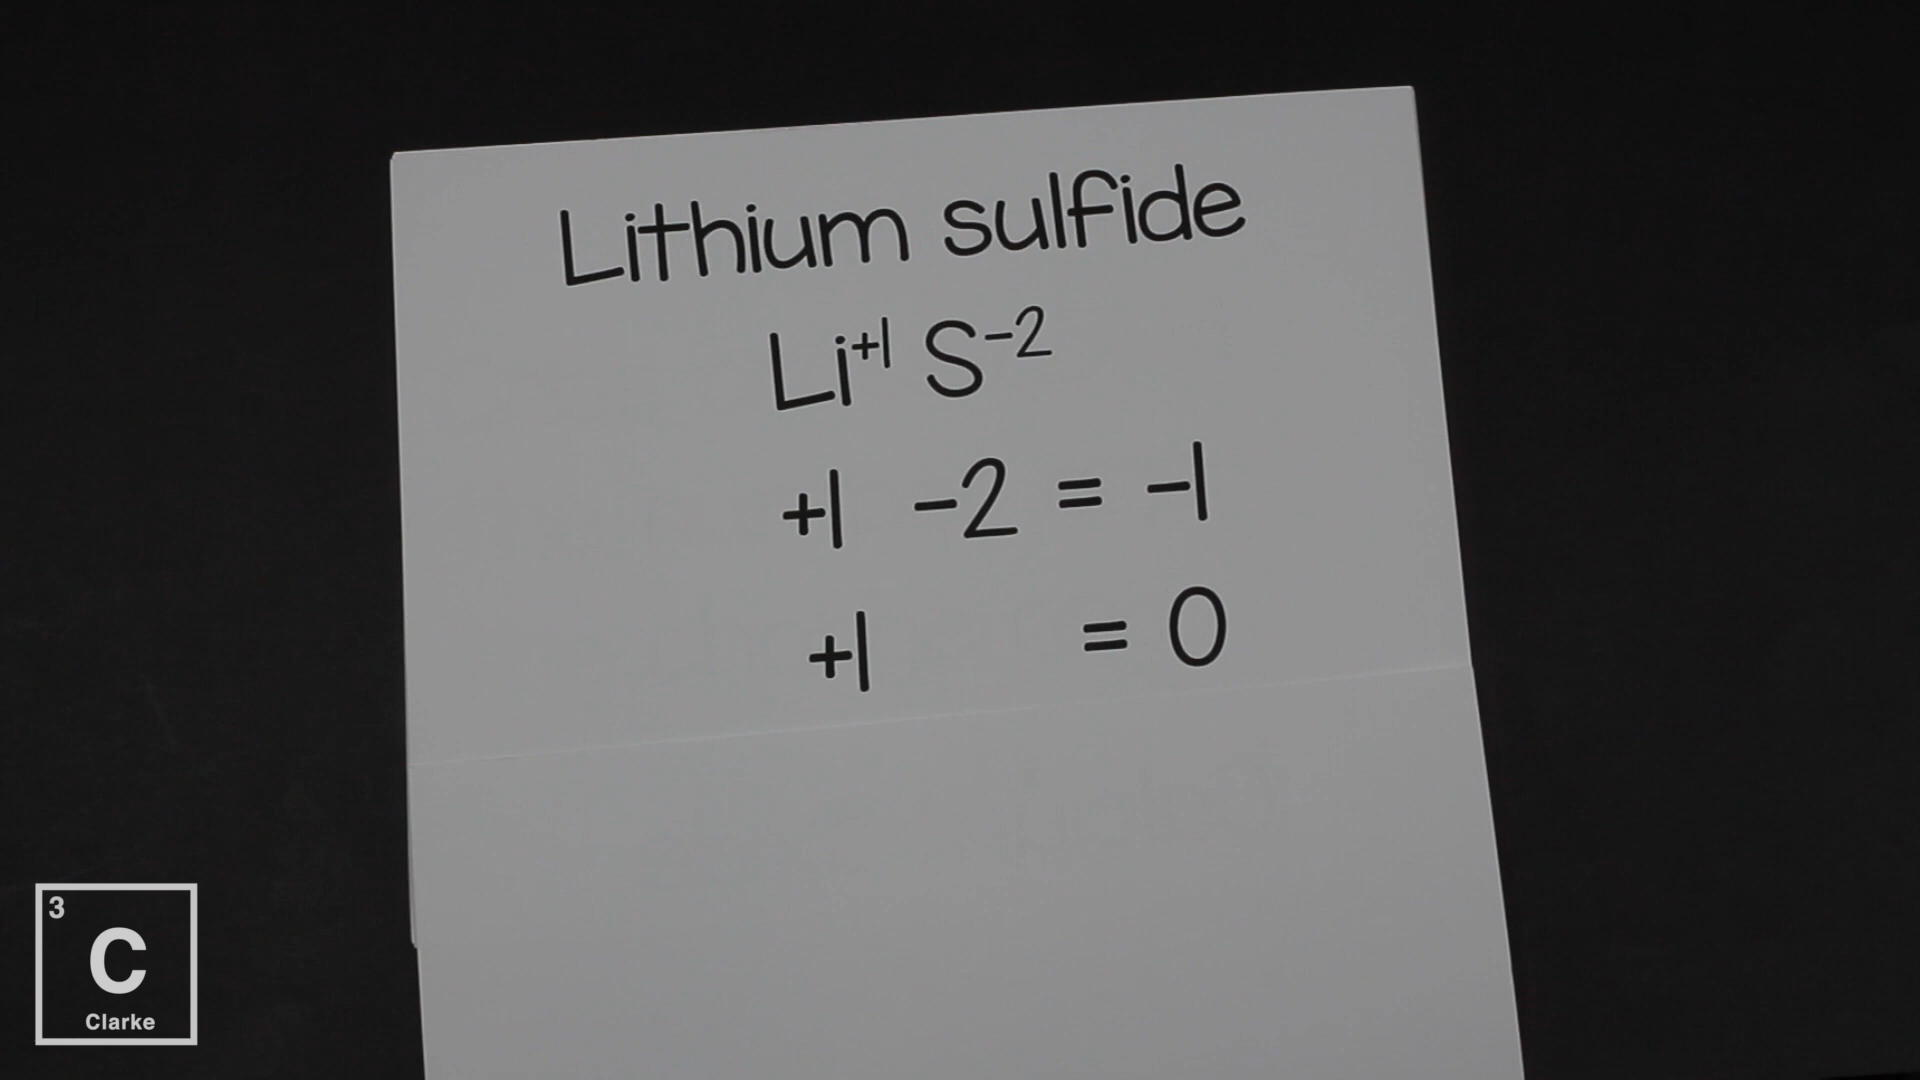 Lithium sulfide
Li+1 S-2
+1 -2 = -1
+1 = 0
3
C
Clarke